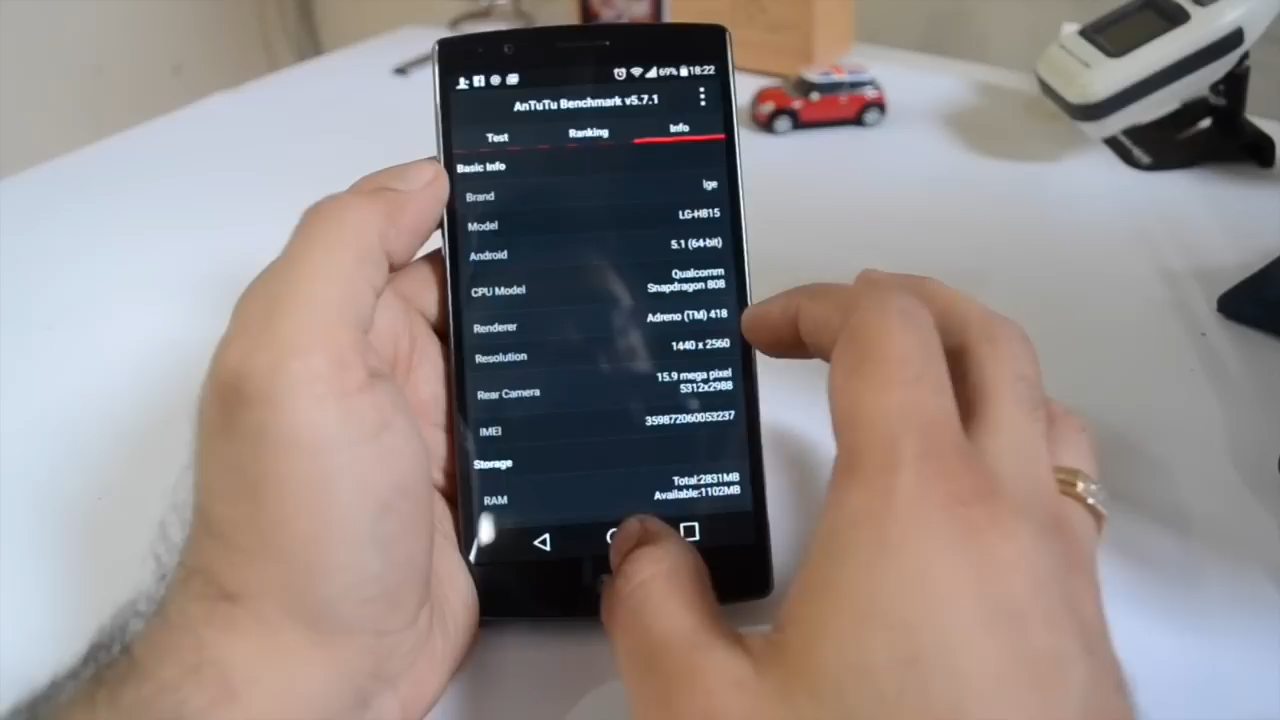 69% 18:22
AnTuTu Benchmark v5.7.1
Test Ranking Info
Basic Info
Brand lge
Model LG-H815
Android 5.1 (64-bit)
CPU Model Qualcomm
Snapdragon 808
Renderer Adreno (TM) 418
Resolution 1440 x 2560
Rear Camera 15.9 mega pixel
5312x2988
IMEI 359872060053237
Storage
RAM Total:2831MB
Available:1102MB